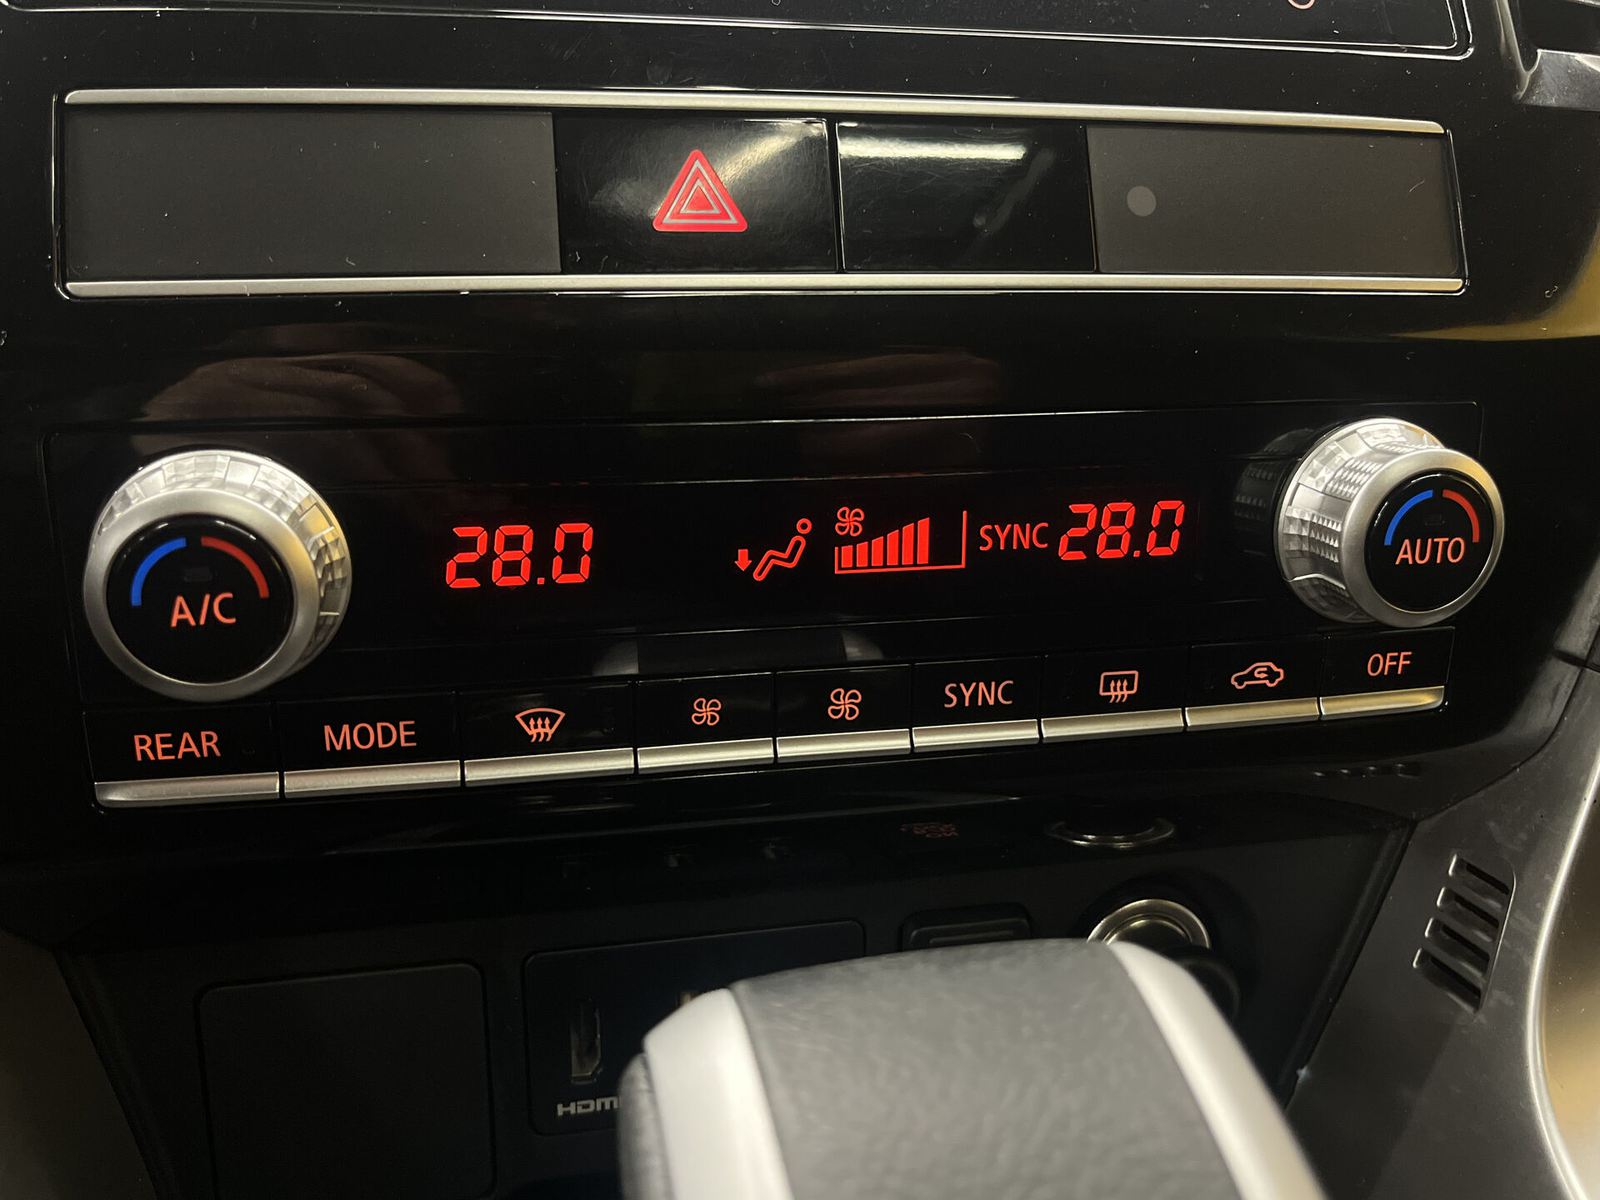 28.0 SYNC 28.0
A/C
AUTO
REAR MODE SYNC OFF
HDMI